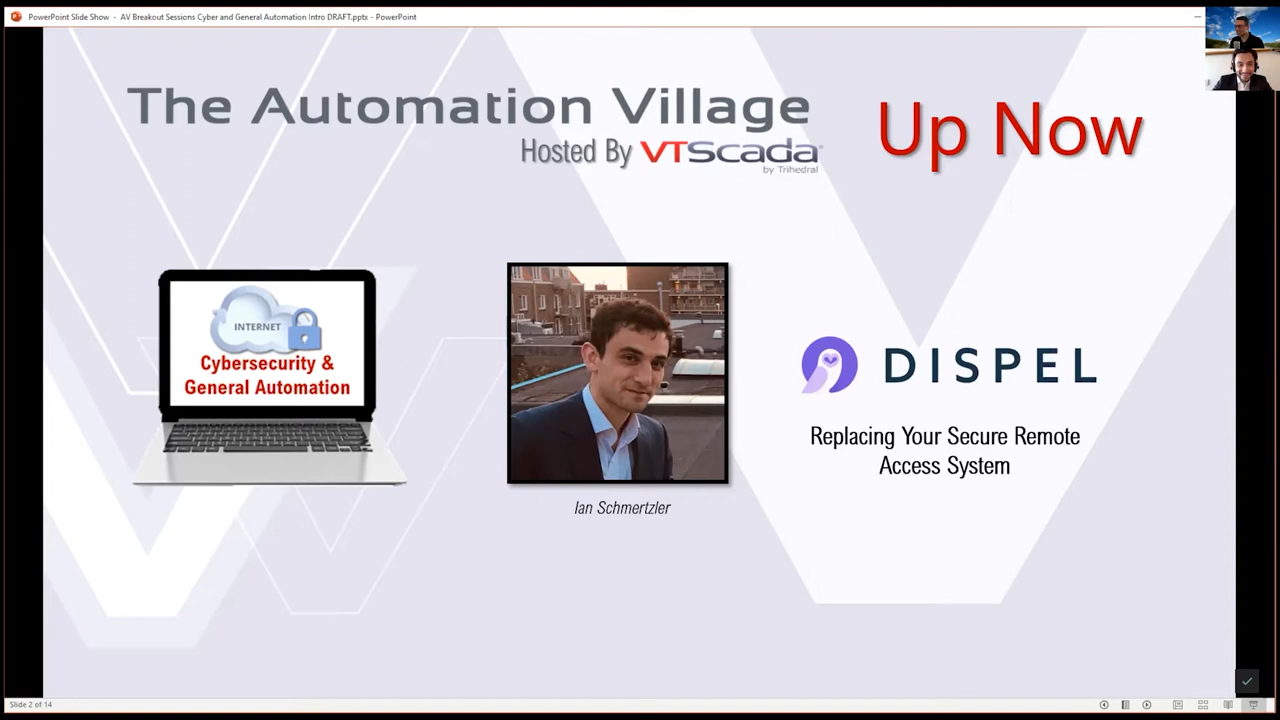 PowerPoint Slide Show - AV Breakout Sessions Cyber and General Automation Intro DRAFT.pptx - PowerPoint
The Automation Village
Hosted By VTScada
by Trihedral
Up Now
INTERNET
Cybersecurity &
General Automation
DISPEL
Replacing Your Secure Remote
Access System
Ian Schmertzler
Slide 2 of 14